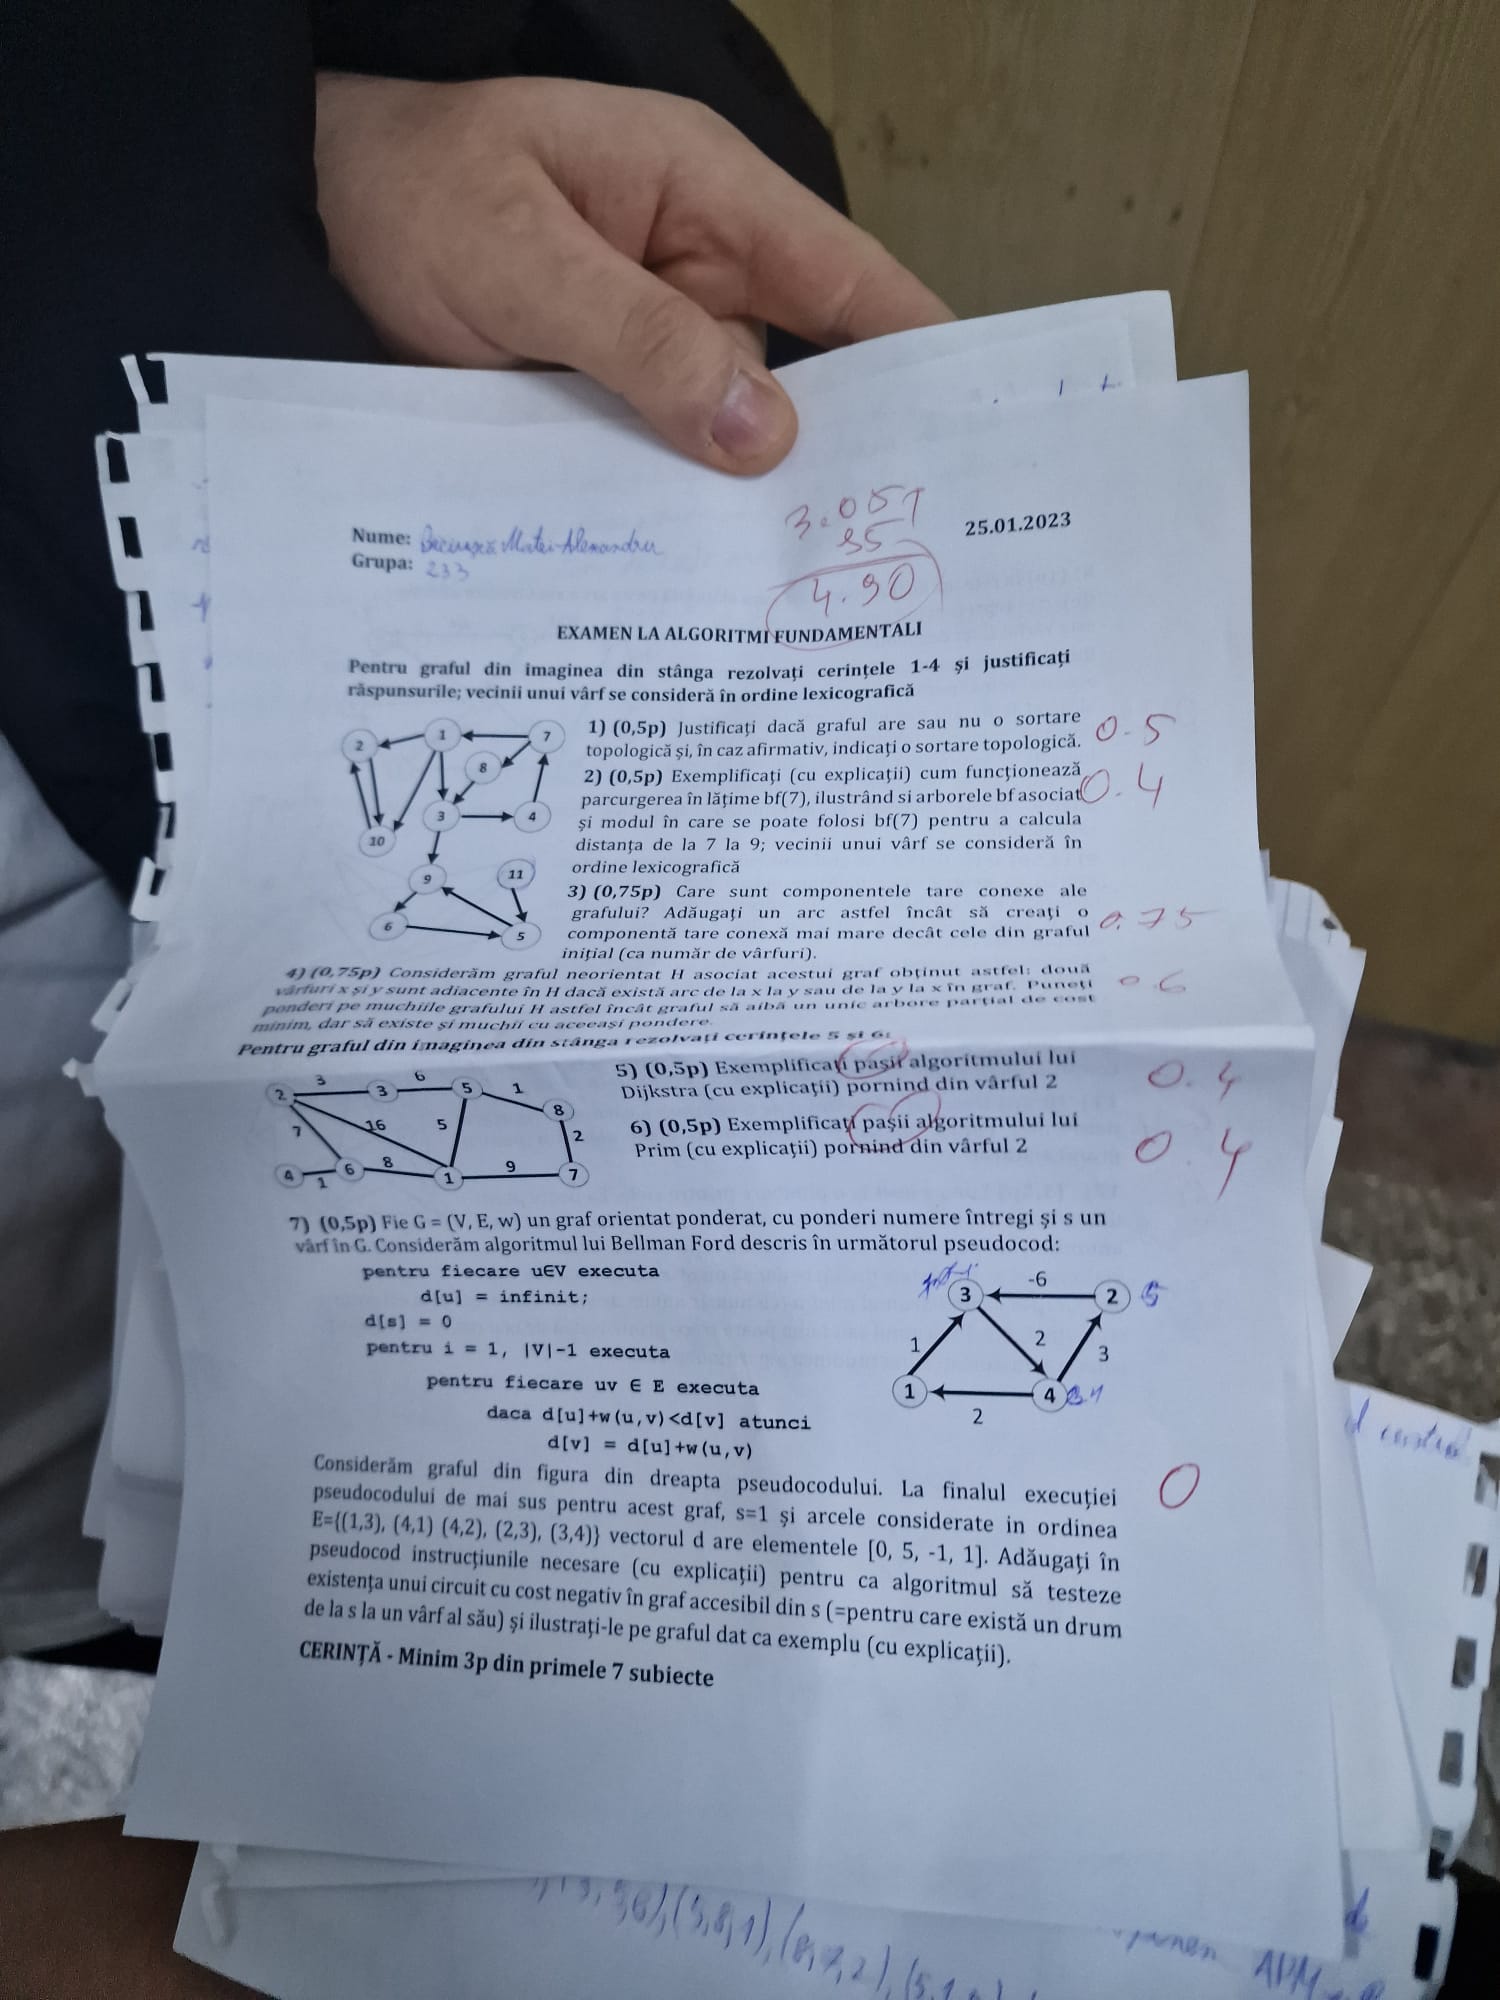 3.05
35
4.90
25.01.2023
Nume: Matei-Alexandru
Grupa: 233
EXAMEN LA ALGORITMI FUNDAMENTALI
Pentru graful din imaginea din stânga rezolvați cerințele 1-4 și justificați
răspunsurile; vecinii unui vârf se consideră în ordine lexicografică
1) (0,5p) Justificați dacă graful are sau nu o sortare
topologică și, în caz afirmativ, indicați o sortare topologică.
0.5
2) (0,5p) Exemplificați (cu explicații) cum funcționează
parcurgerea în lățime bf(7), ilustrând si arborele bf asociat
și modul în care se poate folosi bf(7) pentru a calcula
distanța de la 7 la 9; vecinii unui vârf se consideră în
ordine lexicografică
0.4
3) (0,75p) Care sunt componentele tare conexe ale
grafului? Adăugați un arc astfel încât să creați o
componentă tare conexă mai mare decât cele din graful
inițial (ca număr de vârfuri).
0.75
1
7
2
8
3
4
10
9
11
6
5
4) (0,75p) Considerăm graful neorientat H asociat acestui graf obținut astfel: două
vârfuri x și y sunt adiacente în H dacă există arc de la x la y sau de la y la x în graf. Puneți
ponderi pe muchiile grafului H astfel încât graful să aibă un unic arbore parțial de cost
minim, dar să existe și muchii cu aceeași pondere.
0.6
Pentru graful din imaginea din stânga rezolvați cerințele 5 și 6:
5) (0,5p) Exemplificați pașii algoritmului lui
Dijkstra (cu explicații) pornind din vârful 2
0.4
6) (0,5p) Exemplificați pașii algoritmului lui
Prim (cu explicații) pornind din vârful 2
0.4
2 3 3 6 5 1 8
7 16 5 2
4 1 6 8 1 9 7
7) (0,5p) Fie G = (V, E, w) un graf orientat ponderat, cu ponderi numere întregi și s un
vârf în G. Considerăm algoritmul lui Bellman Ford descris în următorul pseudocod:
pentru fiecare u∈V executa
d[u] = infinit;
d[s] = 0
pentru i = 1, |V|-1 executa
pentru fiecare uv ∈ E executa
daca d[u]+w(u,v)<d[v] atunci
d[v] = d[u]+w(u,v)
3 -6 2 5
1 2 3
1 4
2
Considerăm graful din figura din dreapta pseudocodului. La finalul execuției
pseudocodului de mai sus pentru acest graf, s=1 și arcele considerate in ordinea
E={(1,3), (4,1) (4,2), (2,3), (3,4)} vectorul d are elementele [0, 5, -1, 1]. Adăugați în
pseudocod instrucțiunile necesare (cu explicații) pentru ca algoritmul să testeze
existența unui circuit cu cost negativ în graf accesibil din s (=pentru care există un drum
de la s la un vârf al său) și ilustrați-le pe graful dat ca exemplu (cu explicații).
0
CERINȚĂ - Minim 3p din primele 7 subiecte
(5,8,1), (8,7,2),
APM